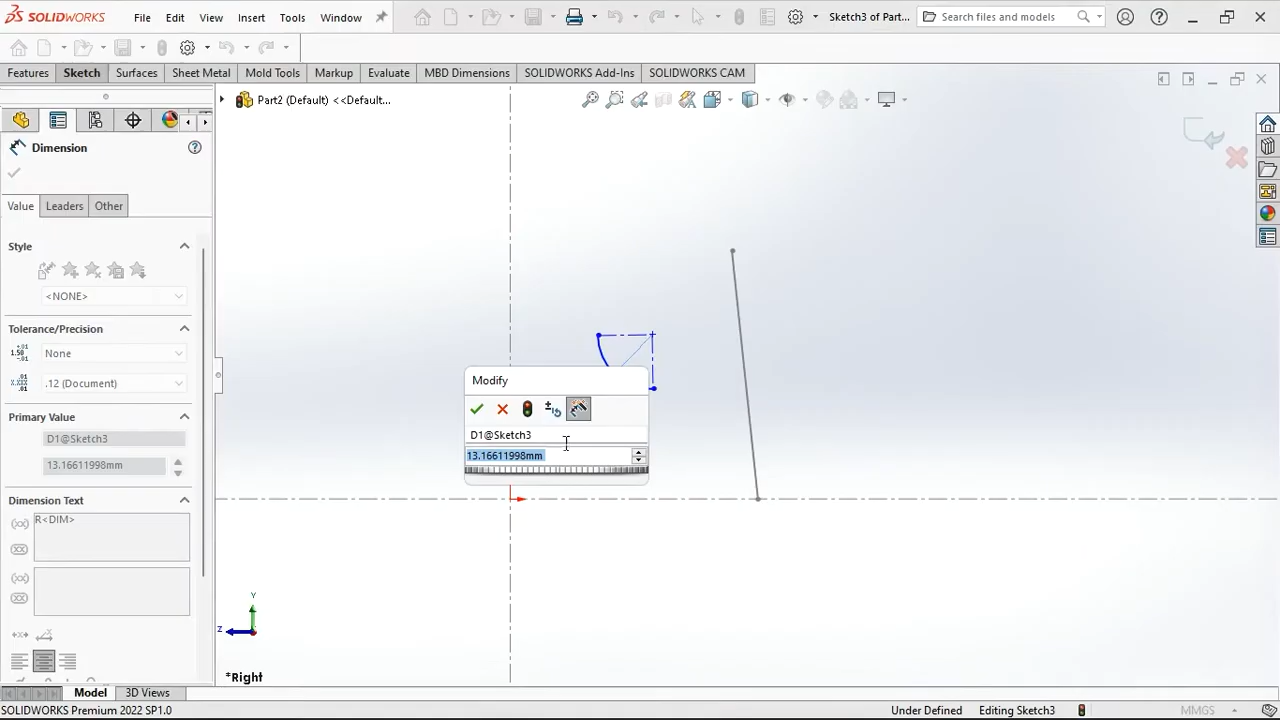 SOLIDWORKS File Edit View Insert Tools Window Sketch3 of Part... Search files and models
Features Sketch Surfaces Sheet Metal Mold Tools Markup Evaluate MBD Dimensions SOLIDWORKS Add-Ins SOLIDWORKS CAM
Part2 (Default) <<Default...
Dimension
Value Leaders Other
Style
<NONE>
Tolerance/Precision
None
.12 (Document)
Primary Value
D1@Sketch3
13.16611998mm
Dimension Text
R<DIM>
Modify
D1@Sketch3
13.16611998mm
Y
Z
*Right
Model 3D Views
SOLIDWORKS Premium 2022 SP1.0 Under Defined Editing Sketch3 MMGS